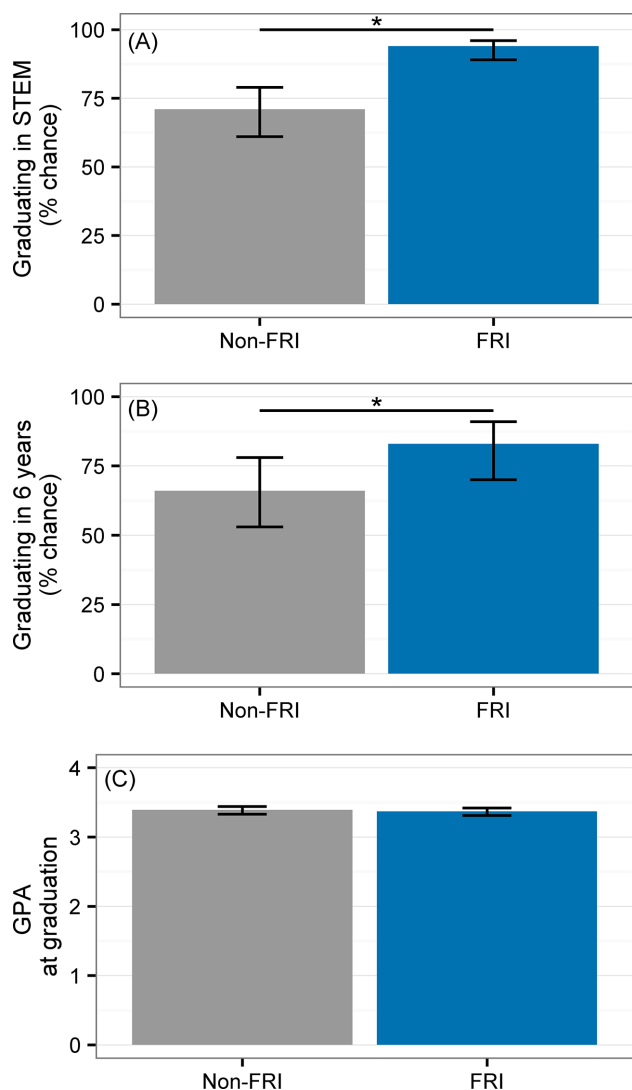 (A)
*
Graduating in STEM
(% chance)
100
75
50
25
0
Non-FRI
FRI
(B)
*
Graduating in 6 years
(% chance)
100
75
50
25
0
Non-FRI
FRI
(C)
GPA
at graduation
4
3
2
1
0
Non-FRI
FRI